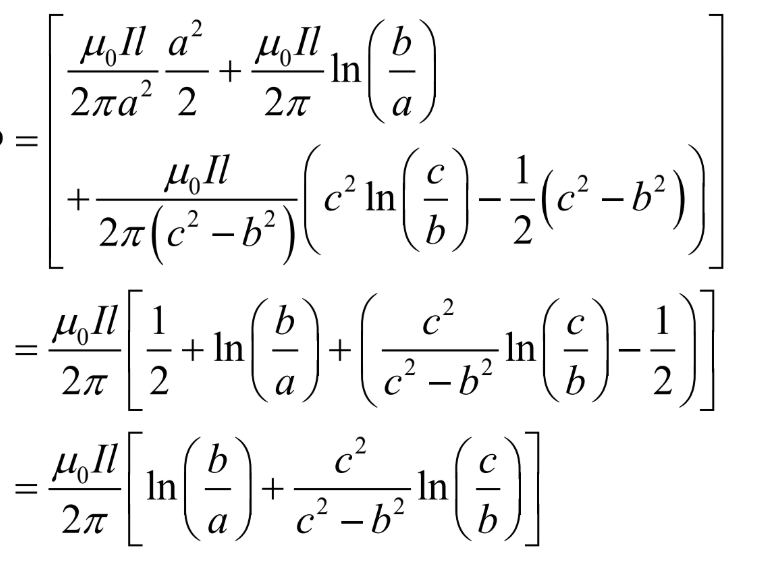 = [ μ₀Il/2πa² a²/2 + μ₀Il/2π ln(b/a)
+ μ₀Il/2π(c² − b²) (c² ln(c/b) − 1/2(c² − b²)) ]
= μ₀Il/2π [ 1/2 + ln(b/a) + ( c²/c² − b² ln(c/b) − 1/2 ) ]
= μ₀Il/2π [ ln(b/a) + c²/c² − b² ln(c/b) ]